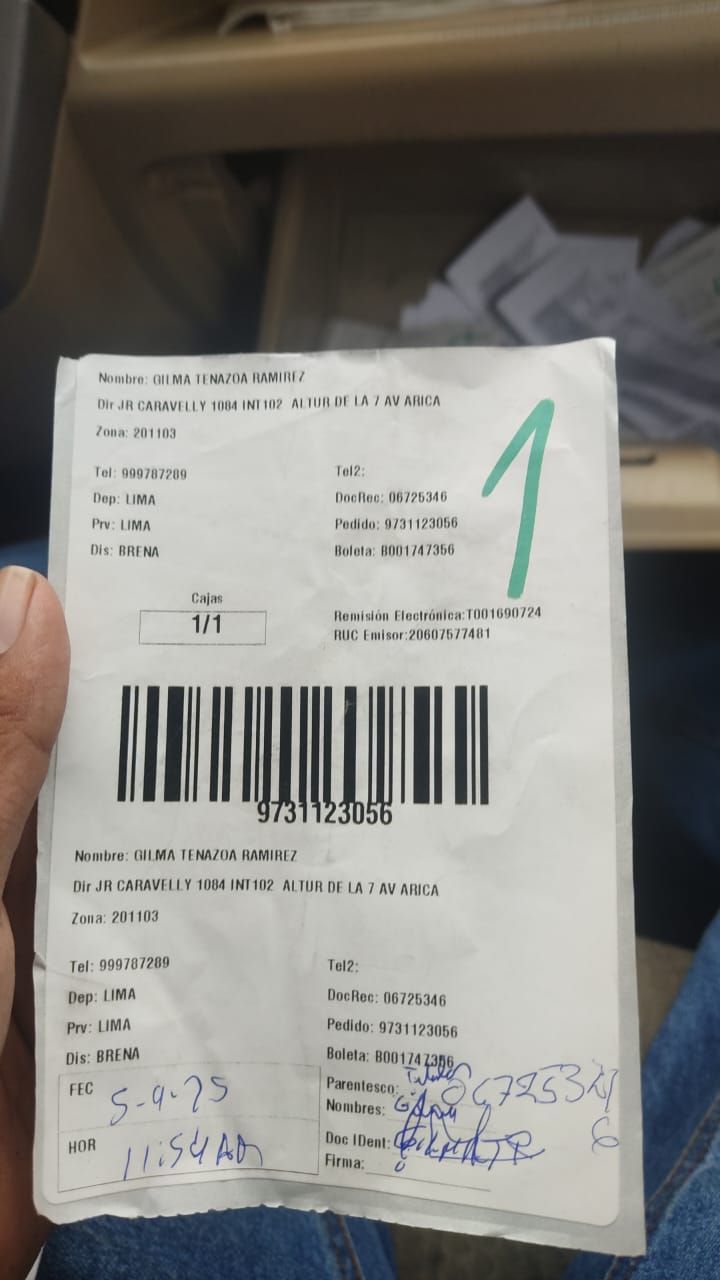 Nombre: GILMA TENAZOA RAMIREZ
Dir JR CARAVELLY 1084 INT102 ALTUR DE LA 7 AV ARICA
Zona: 201103
1
Tel: 999787289 Tel2:
Dep: LIMA DocRec: 06725346
Prv: LIMA Pedido: 9731123056
Dis: BRENA Boleta: B001747356
Cajas
1/1
Remisión Electrónica:T001690724
RUC Emisor:20607577481
9731123056
Nombre: GILMA TENAZOA RAMIREZ
Dir JR CARAVELLY 1084 INT102 ALTUR DE LA 7 AV ARICA
Zona: 201103
Tel: 999787289 Tel2:
Dep: LIMA DocRec: 06725346
Prv: LIMA Pedido: 9731123056
Dis: BRENA Boleta: B001747356
FEC 5-9-25 Parentesco: Titular 06725346
Nombres: Gilma
HOR 11:54 AM Doc IDent:
Firma: